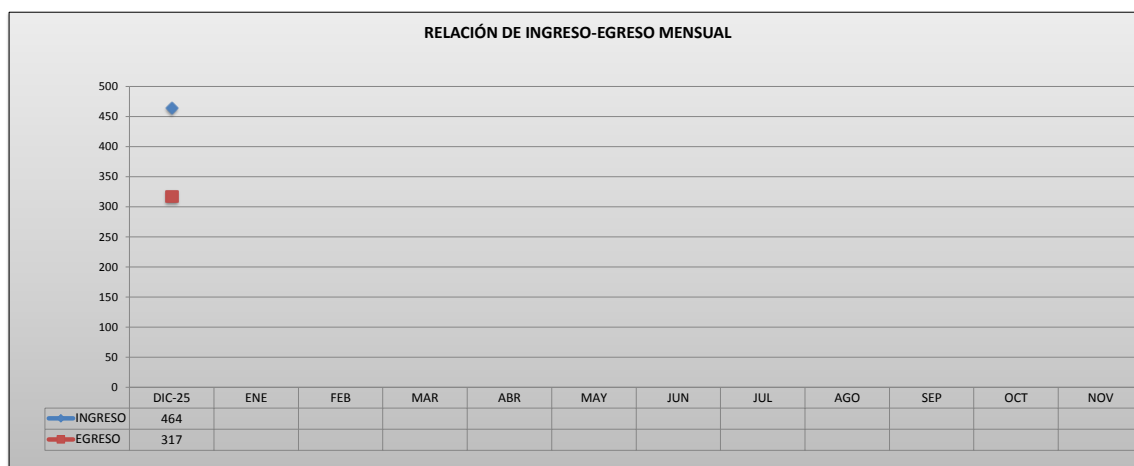 RELACIÓN DE INGRESO-EGRESO MENSUAL
500
450
400
350
300
250
200
150
100
50
0
DIC-25 ENE FEB MAR ABR MAY JUN JUL AGO SEP OCT NOV
INGRESO 464
EGRESO 317